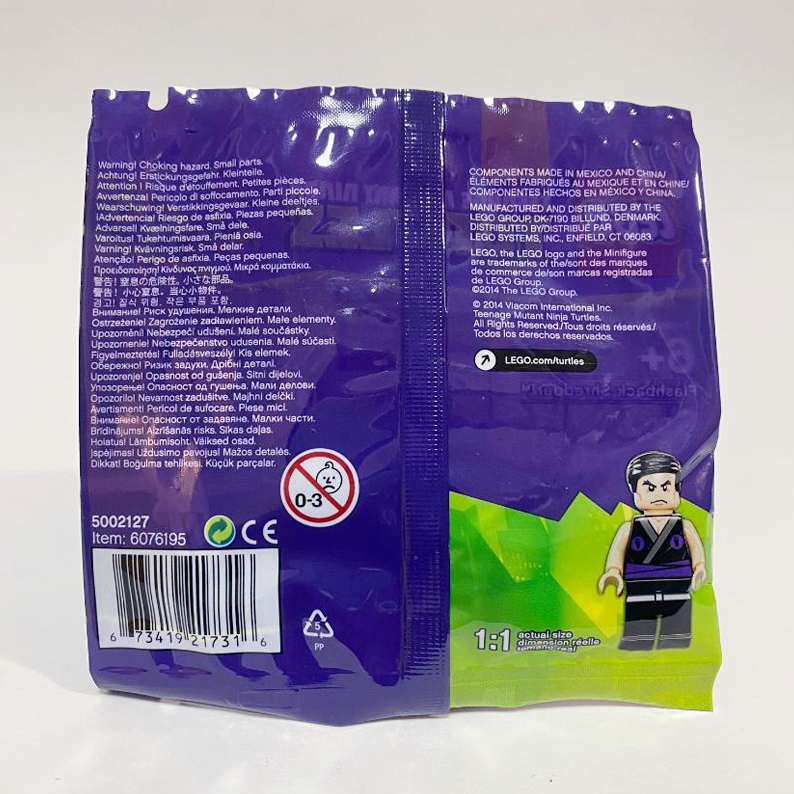 Warning! Choking hazard. Small parts.
Achtung! Erstickungsgefahr. Kleinteile.
Attention ! Risque d'étouffement. Petites pièces.
Avvertenza! Pericolo di soffocamento. Parti piccole.
Waarschuwing! Verstikkingsgevaar. Kleine deeltjes.
¡Advertencia! Riesgo de asfixia. Piezas pequeñas.
Advarsel! Kvælningsfare. Små dele.
Varoitus! Tukehtumisvaara. Pieniä osia.
Varning! Kvävningsrisk. Små delar.
Atenção! Perigo de asfixia. Peças pequenas.
Προειδοποίηση! Κίνδυνος πνιγμού. Μικρά κομματάκια.
警告! 窒息の危険性。小さな部品。
警告! 小心窒息。当心小物件。
경고! 질식 위험. 작은 부품 포함.
Внимание! Риск удушения. Мелкие детали.
Ostrzeżenie! Zagrożenie zadławieniem. Małe elementy.
Upozornění! Nebezpečí udušení. Malé součástky.
Upozornenie! Nebezpečenstvo udusenia. Malé súčasti.
Figyelmeztetés! Fulladásveszély! Kis elemek.
Обережно! Ризик задухи. Дрібні деталі.
Upozorenje! Opasnost od gušenja. Sitni dijelovi.
Упозорење! Опасност од гушења. Мали делови.
Opozorilo! Nevarnost zadušitve. Majhni delčki.
Avertisment! Pericol de sufocare. Piese mici.
Внимание! Опасност от задавяне. Малки части.
Brīdinājums! Aizrīšanās risks. Sīkas daļas.
Hoiatus! Lämbumisoht. Väiksed osad.
Įspėjimas! Uždusimo pavojus! Mažos detalės.
Dikkat! Boğulma tehlikesi. Küçük parçalar.
0-3
5002127
CE
Item: 6076195
6 73419 21731 6
5
PP
COMPONENTS MADE IN MEXICO AND CHINA/
ÉLÉMENTS FABRIQUÉS AU MEXIQUE ET EN CHINE/
COMPONENTES HECHOS EN MÉXICO Y CHINA.
MANUFACTURED AND DISTRIBUTED BY THE
LEGO GROUP, DK-7190 BILLUND, DENMARK.
DISTRIBUTED BY/DISTRIBUÉ PAR
LEGO SYSTEMS, INC., ENFIELD, CT 06083.
LEGO, the LEGO logo and the Minifigure
are trademarks of the/sont des marques
de commerce de/son marcas registradas
de LEGO Group.
©2014 The LEGO Group.
© 2014 Viacom International Inc.
Teenage Mutant Ninja Turtles.
All Rights Reserved./Tous droits réservés/
Todos los derechos reservados.
LEGO.com/turtles
1:1 actual size
dimension réelle
tamaño real